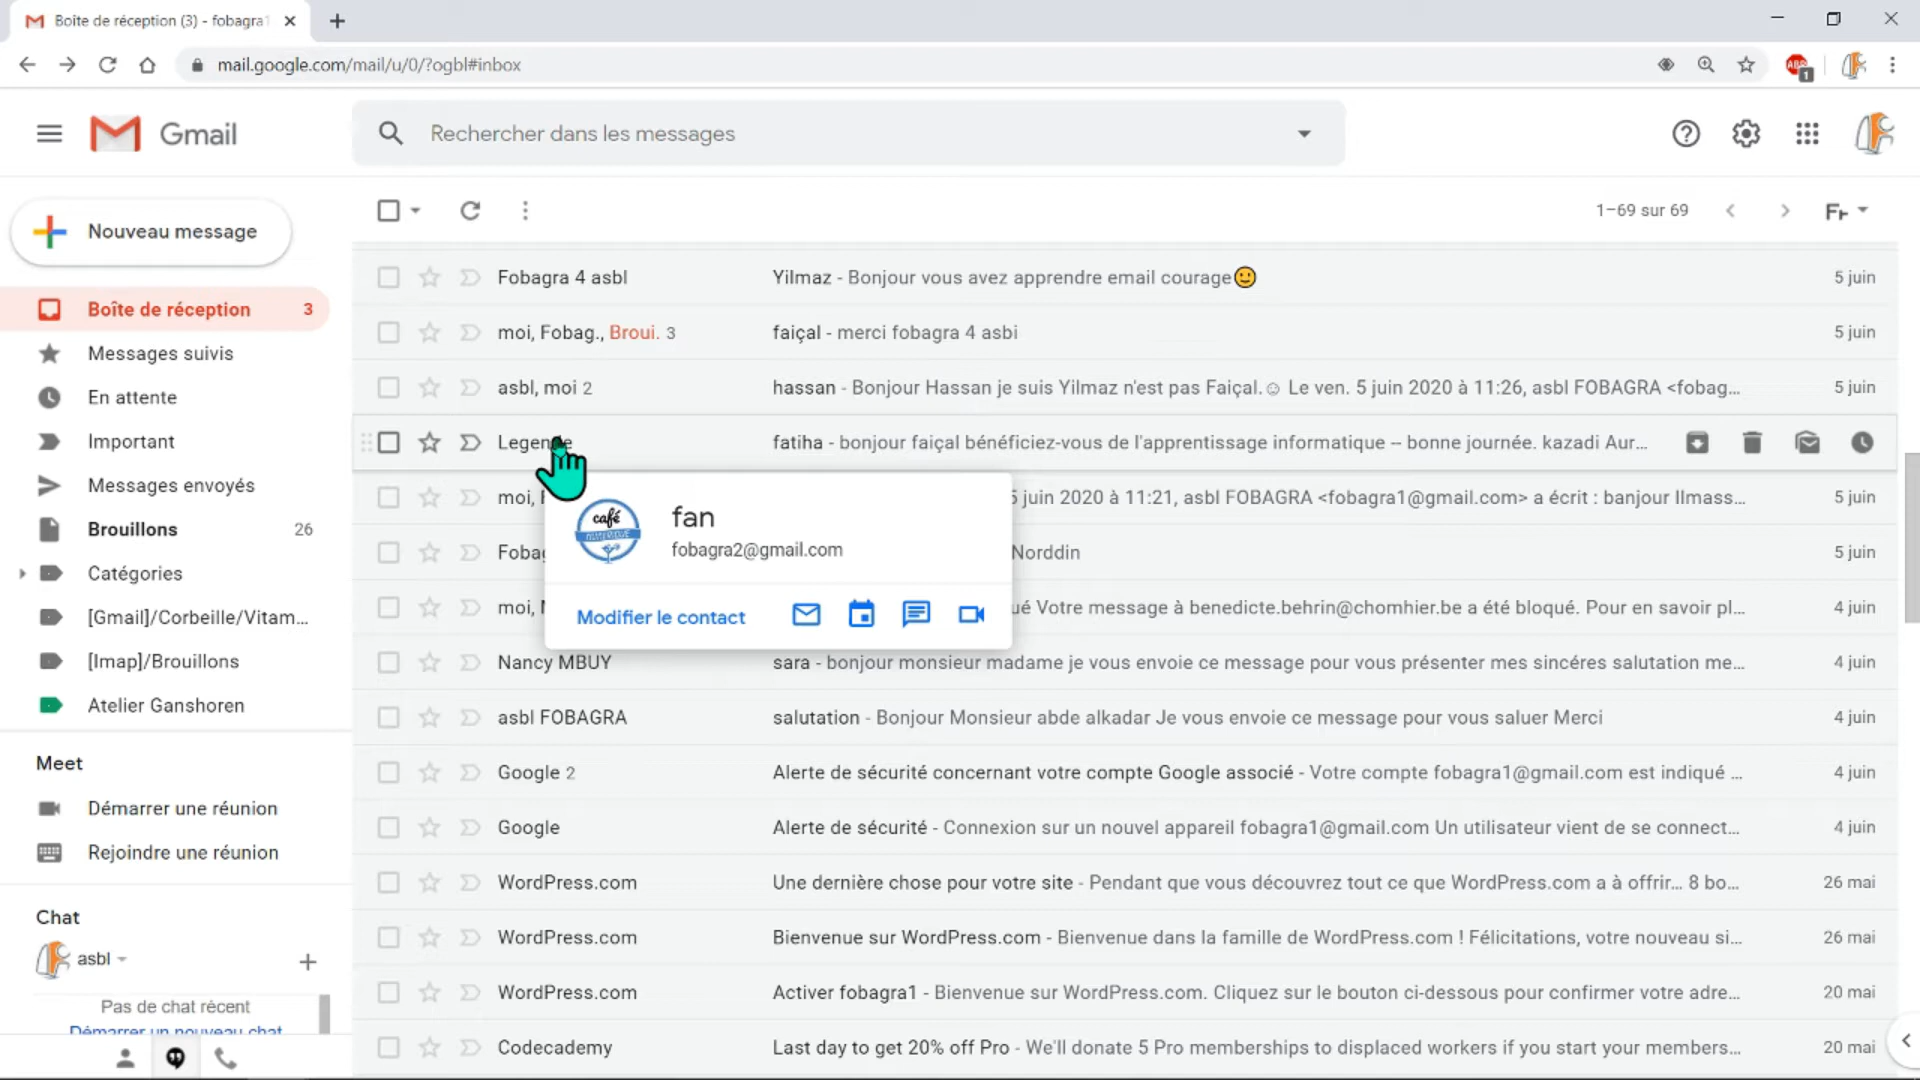 Boîte de réception (3) - fobagra1
mail.google.com/mail/u/0/?ogbl#inbox
ABP 1
Gmail
Rechercher dans les messages
1–69 sur 69
Fr
Nouveau message
Boîte de réception 3
Messages suivis
En attente
Important
Messages envoyés
Brouillons 26
Catégories
[Gmail]/Corbeille/Vitam...
[Imap]/Brouillons
Atelier Ganshoren
Meet
Démarrer une réunion
Rejoindre une réunion
Chat
asbl
Pas de chat récent
Démarrer un nouveau chat
Fobagra 4 asbl Yilmaz - Bonjour vous avez apprendre email courage🙂 5 juin
moi, Fobag., Broui. 3 faiçal - merci fobagra 4 asbi 5 juin
asbl, moi 2 hassan - Bonjour Hassan je suis Yilmaz n'est pas Faiçal.☺ Le ven. 5 juin 2020 à 11:26, asbl FOBAGRA <fobag... 5 juin
fatiha - bonjour faiçal bénéficiez-vous de l'apprentissage informatique -- bonne journée. kazadi Aur...
moi, 5 juin 2020 à 11:21, asbl FOBAGRA <fobagra1@gmail.com> a écrit : banjour Ilmass... 5 juin
Fobag Norddin 5 juin
moi, ué Votre message à benedicte.behrin@chomhier.be a été bloqué. Pour en savoir pl... 4 juin
café
fan
fobagra2@gmail.com
Modifier le contact
Nancy MBUY sara - bonjour monsieur madame je vous envoie ce message pour vous présenter mes sincéres salutation me... 4 juin
asbl FOBAGRA salutation - Bonjour Monsieur abde alkadar Je vous envoie ce message pour vous saluer Merci 4 juin
Google 2 Alerte de sécurité concernant votre compte Google associé - Votre compte fobagra1@gmail.com est indiqué ... 4 juin
Google Alerte de sécurité - Connexion sur un nouvel appareil fobagra1@gmail.com Un utilisateur vient de se connect... 4 juin
WordPress.com Une dernière chose pour votre site - Pendant que vous découvrez tout ce que WordPress.com a à offrir... 8 bo... 26 mai
WordPress.com Bienvenue sur WordPress.com - Bienvenue dans la famille de WordPress.com ! Félicitations, votre nouveau si... 26 mai
WordPress.com Activer fobagra1 - Bienvenue sur WordPress.com. Cliquez sur le bouton ci-dessous pour confirmer votre adre... 20 mai
Codecademy Last day to get 20% off Pro - We'll donate 5 Pro memberships to displaced workers if you start your members... 20 mai